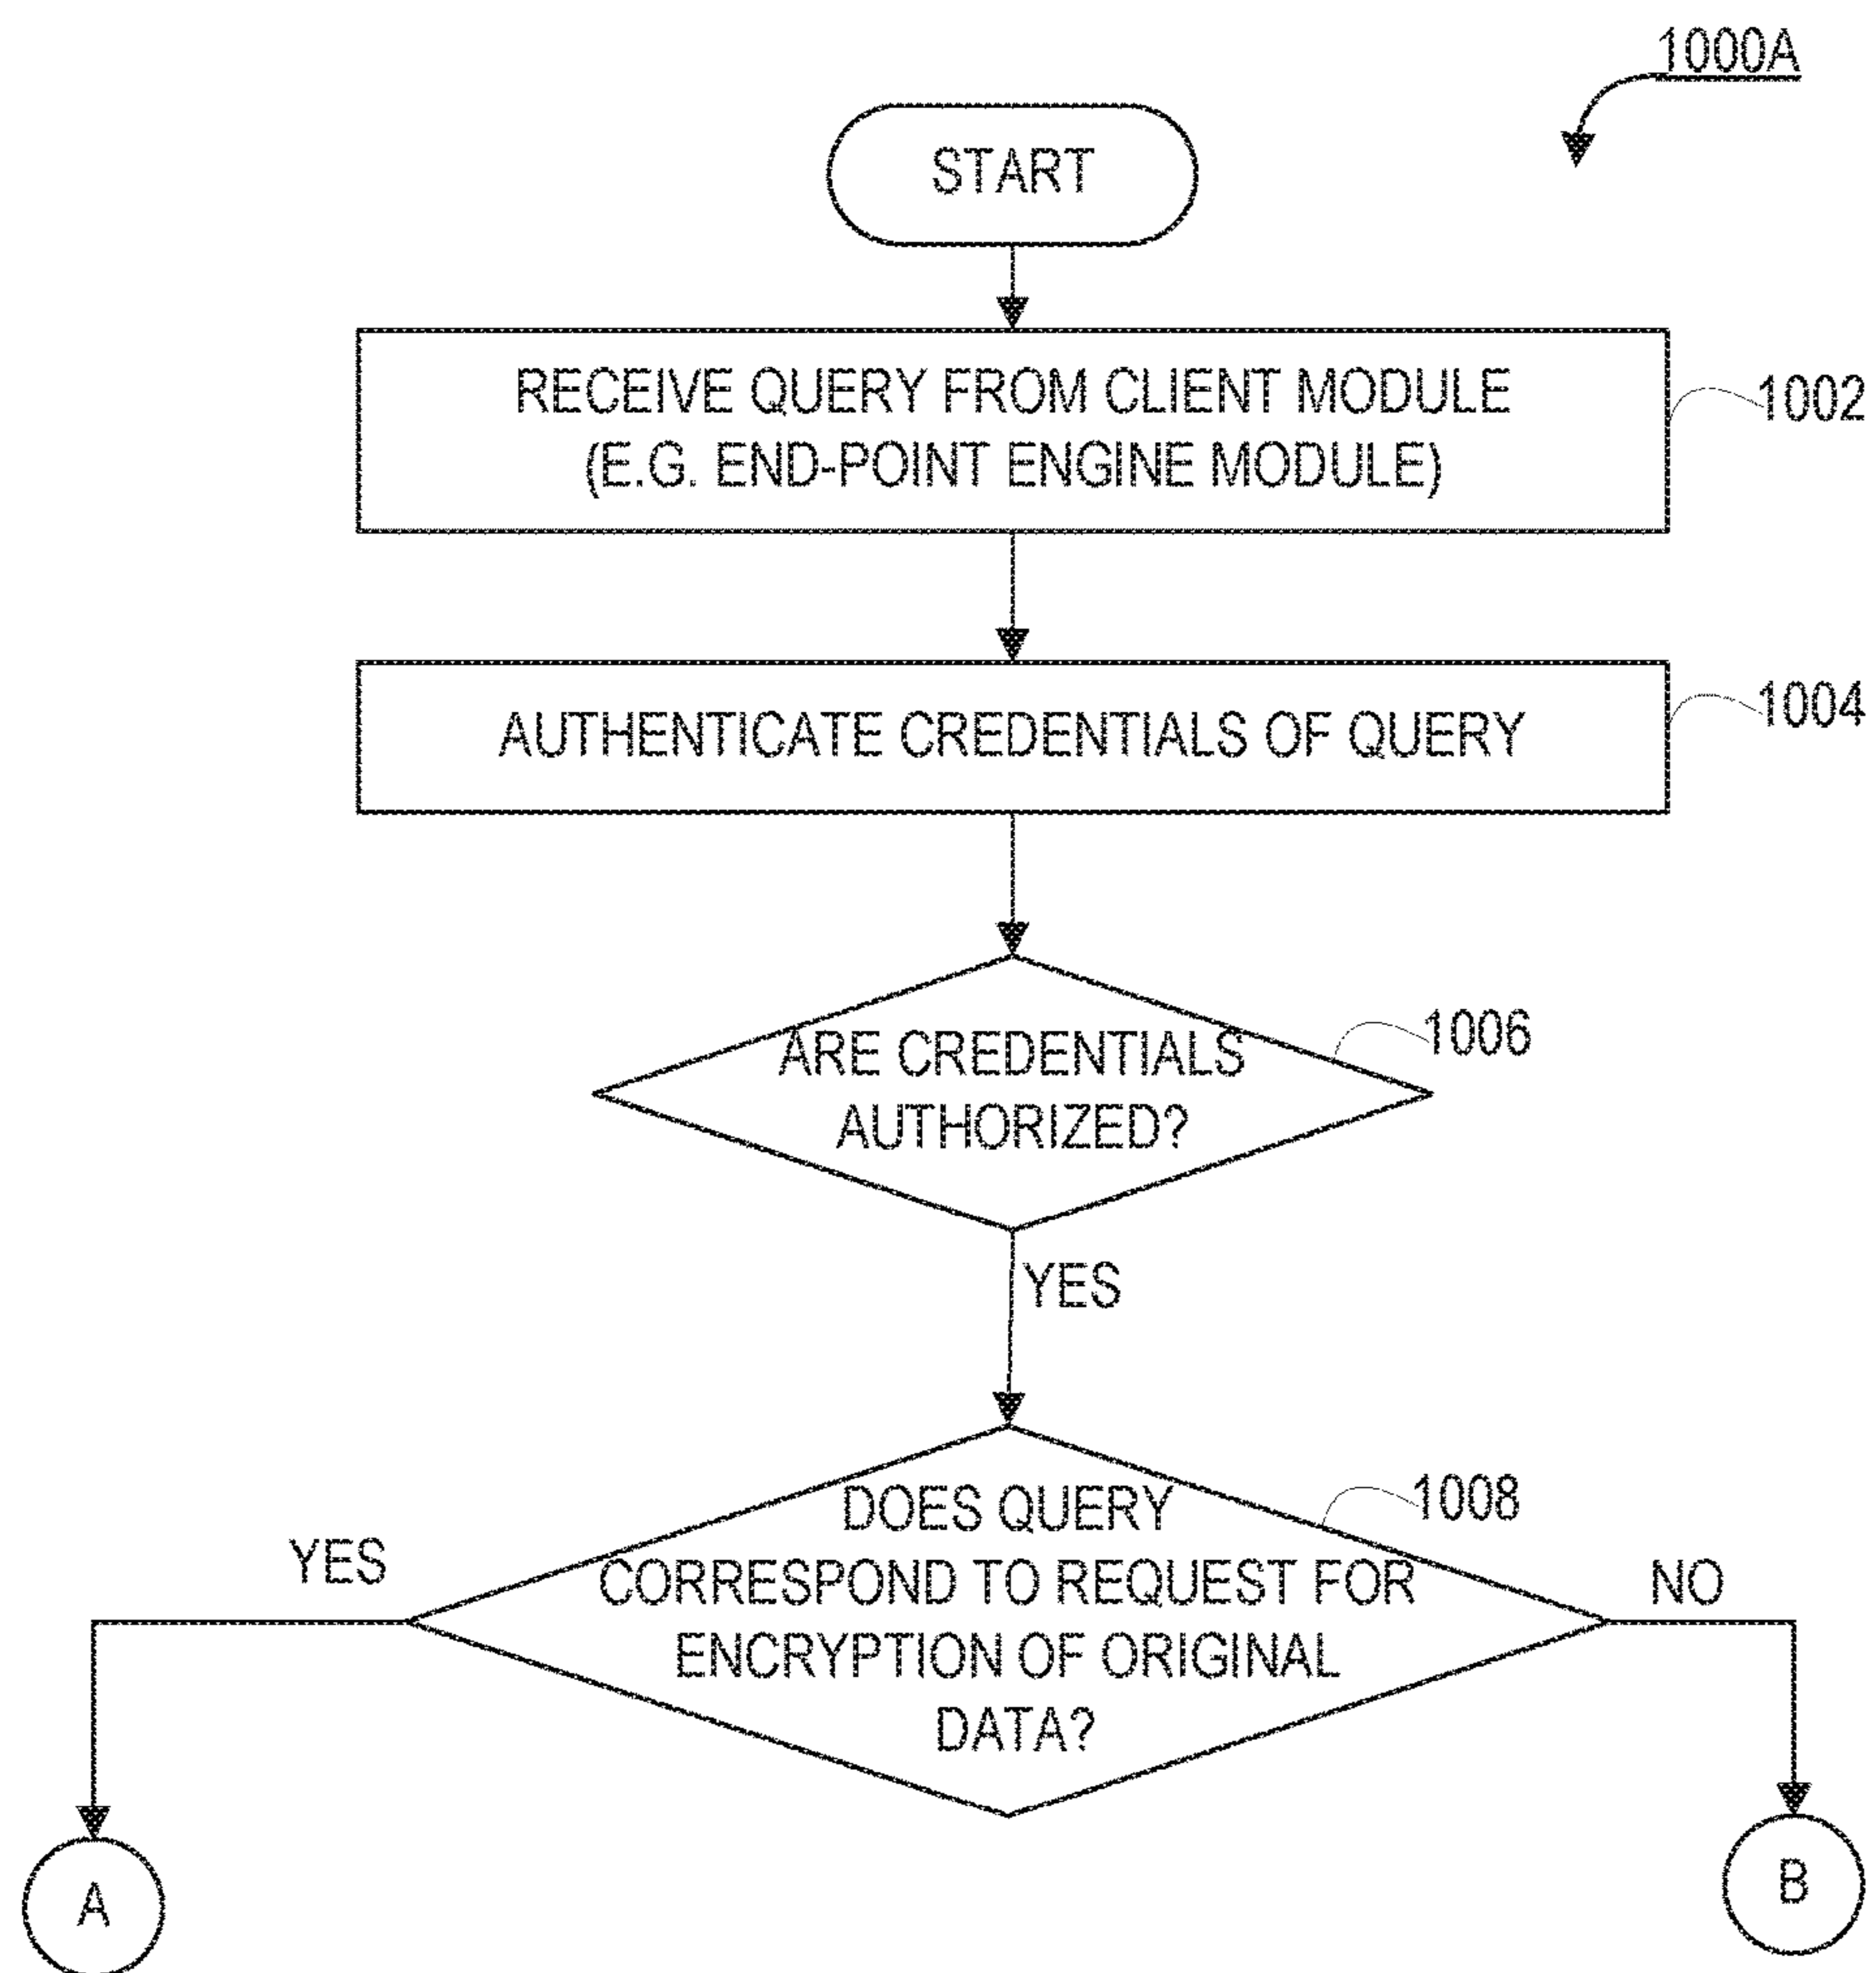 1000A
START
RECEIVE QUERY FROM CLIENT MODULE
(E.G. END-POINT ENGINE MODULE)
1002
AUTHENTICATE CREDENTIALS OF QUERY
1004
ARE CREDENTIALS
AUTHORIZED?
1006
YES
DOES QUERY
CORRESPOND TO REQUEST FOR
ENCRYPTION OF ORIGINAL
DATA?
1008
YES
NO
A
B